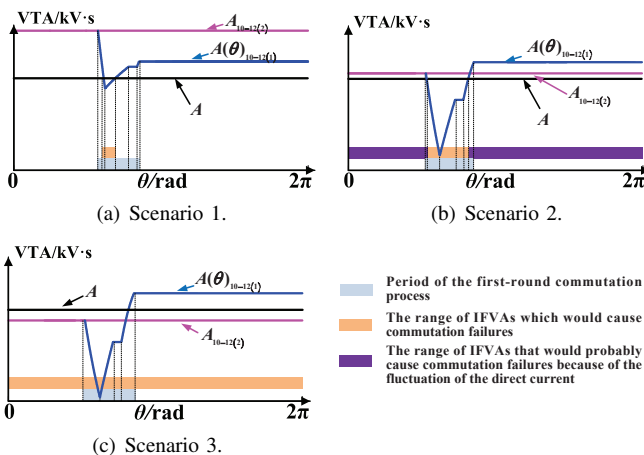 VTA/kV·s
A10−12(2)
A(θ)10−12(1)
A
0
θ/rad
2π
(a) Scenario 1.
VTA/kV·s
A(θ)10−12(1)
A10−12(2)
A
0
θ/rad
2π
(b) Scenario 2.
VTA/kV·s
A
A(θ)10−12(1)
A10−12(2)
0
θ/rad
2π
(c) Scenario 3.
Period of the first-round commutation
process
The range of IFVAs which would cause
commutation failures
The range of IFVAs that would probably
cause commutation failures because of the
fluctuation of the direct current